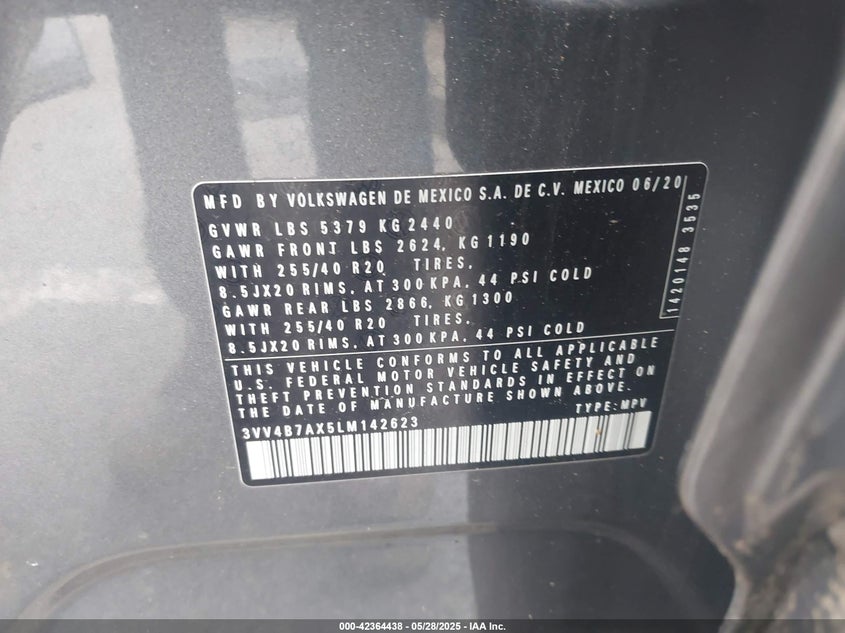 MFD BY VOLKSWAGEN DE MEXICO S.A. DE C.V. MEXICO 06/20
GVWR LBS 5379 KG 2440
GAWR FRONT LBS 2624, KG 1190
WITH 255/40 R20 TIRES,
8.5JX20 RIMS, AT 300 KPA, 44 PSI COLD
GAWR REAR LBS 2866, KG 1300
WITH 255/40 R20 TIRES,
8.5JX20 RIMS, AT 300 KPA, 44 PSI COLD
1420148 3535
THIS VEHICLE CONFORMS TO ALL APPLICABLE
U.S. FEDERAL MOTOR VEHICLE SAFETY AND
THEFT PREVENTION STANDARDS IN EFFECT ON
THE DATE OF MANUFACTURE SHOWN ABOVE.
3VV4B7AX5LM142623 TYPE: MPV
000-42364438 - 05/28/2025 - IAA Inc.